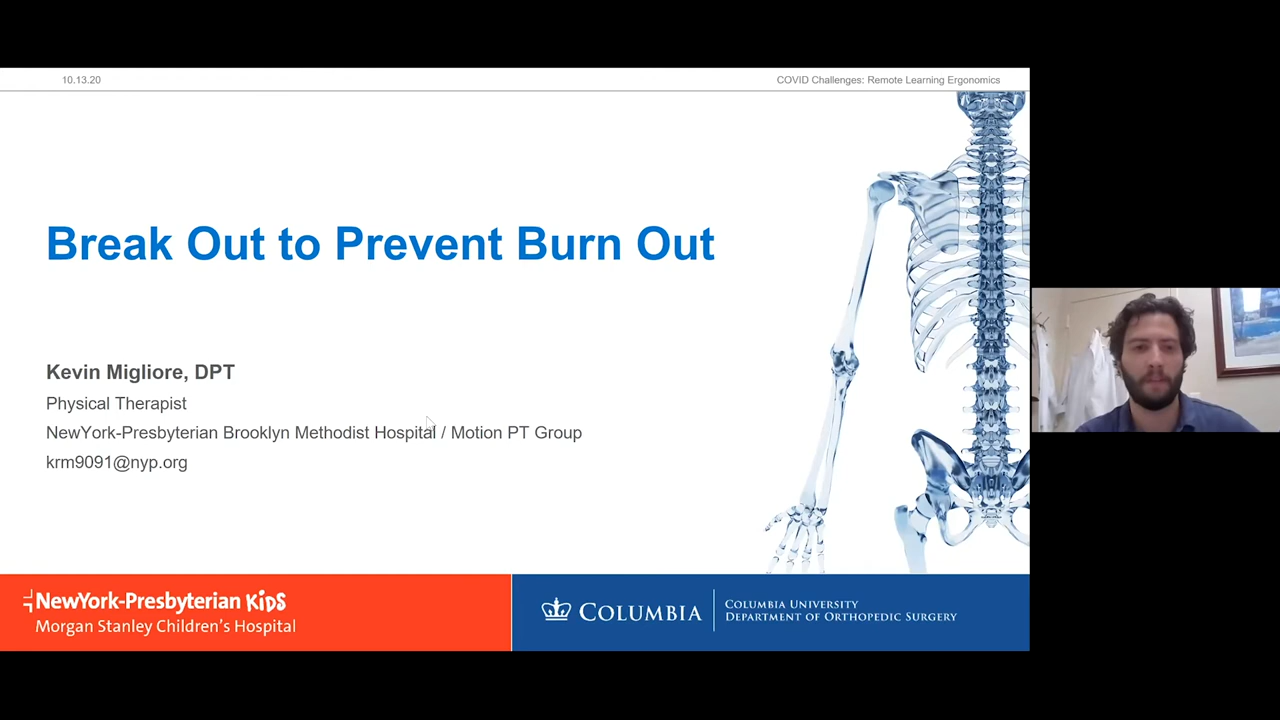 10.13.20
COVID Challenges: Remote Learning Ergonomics
Break Out to Prevent Burn Out
Kevin Migliore, DPT
Physical Therapist
NewYork-Presbyterian Brooklyn Methodist Hospital / Motion PT Group
krm9091@nyp.org
NewYork-Presbyterian KiDS
Morgan Stanley Children's Hospital
COLUMBIA
COLUMBIA UNIVERSITY
DEPARTMENT OF ORTHOPEDIC SURGERY